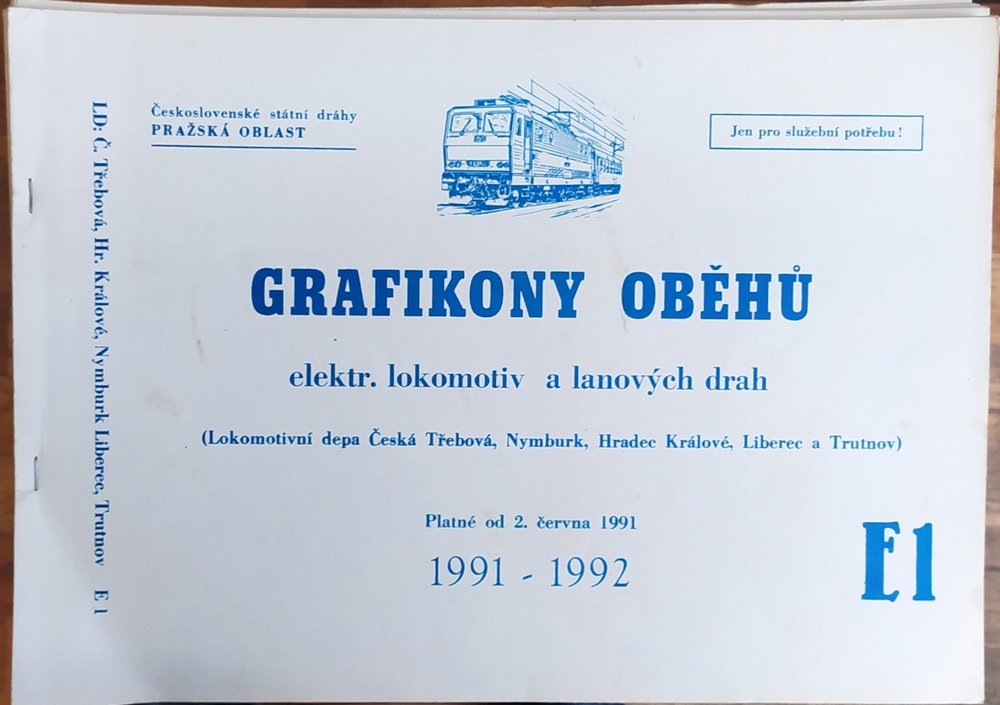 Československé státní dráhy
PRAŽSKÁ OBLAST
Jen pro služební potřebu!
GRAFIKONY OBĚHŮ
elektr. lokomotiv a lanových drah
(Lokomotivní depa Česká Třebová, Nymburk, Hradec Králové, Liberec a Trutnov)
Platné od 2. června 1991
1991 - 1992
E1
LD: Č. Třebová, Hr. Králové, Nymburk Liberec, Trutnov E 1